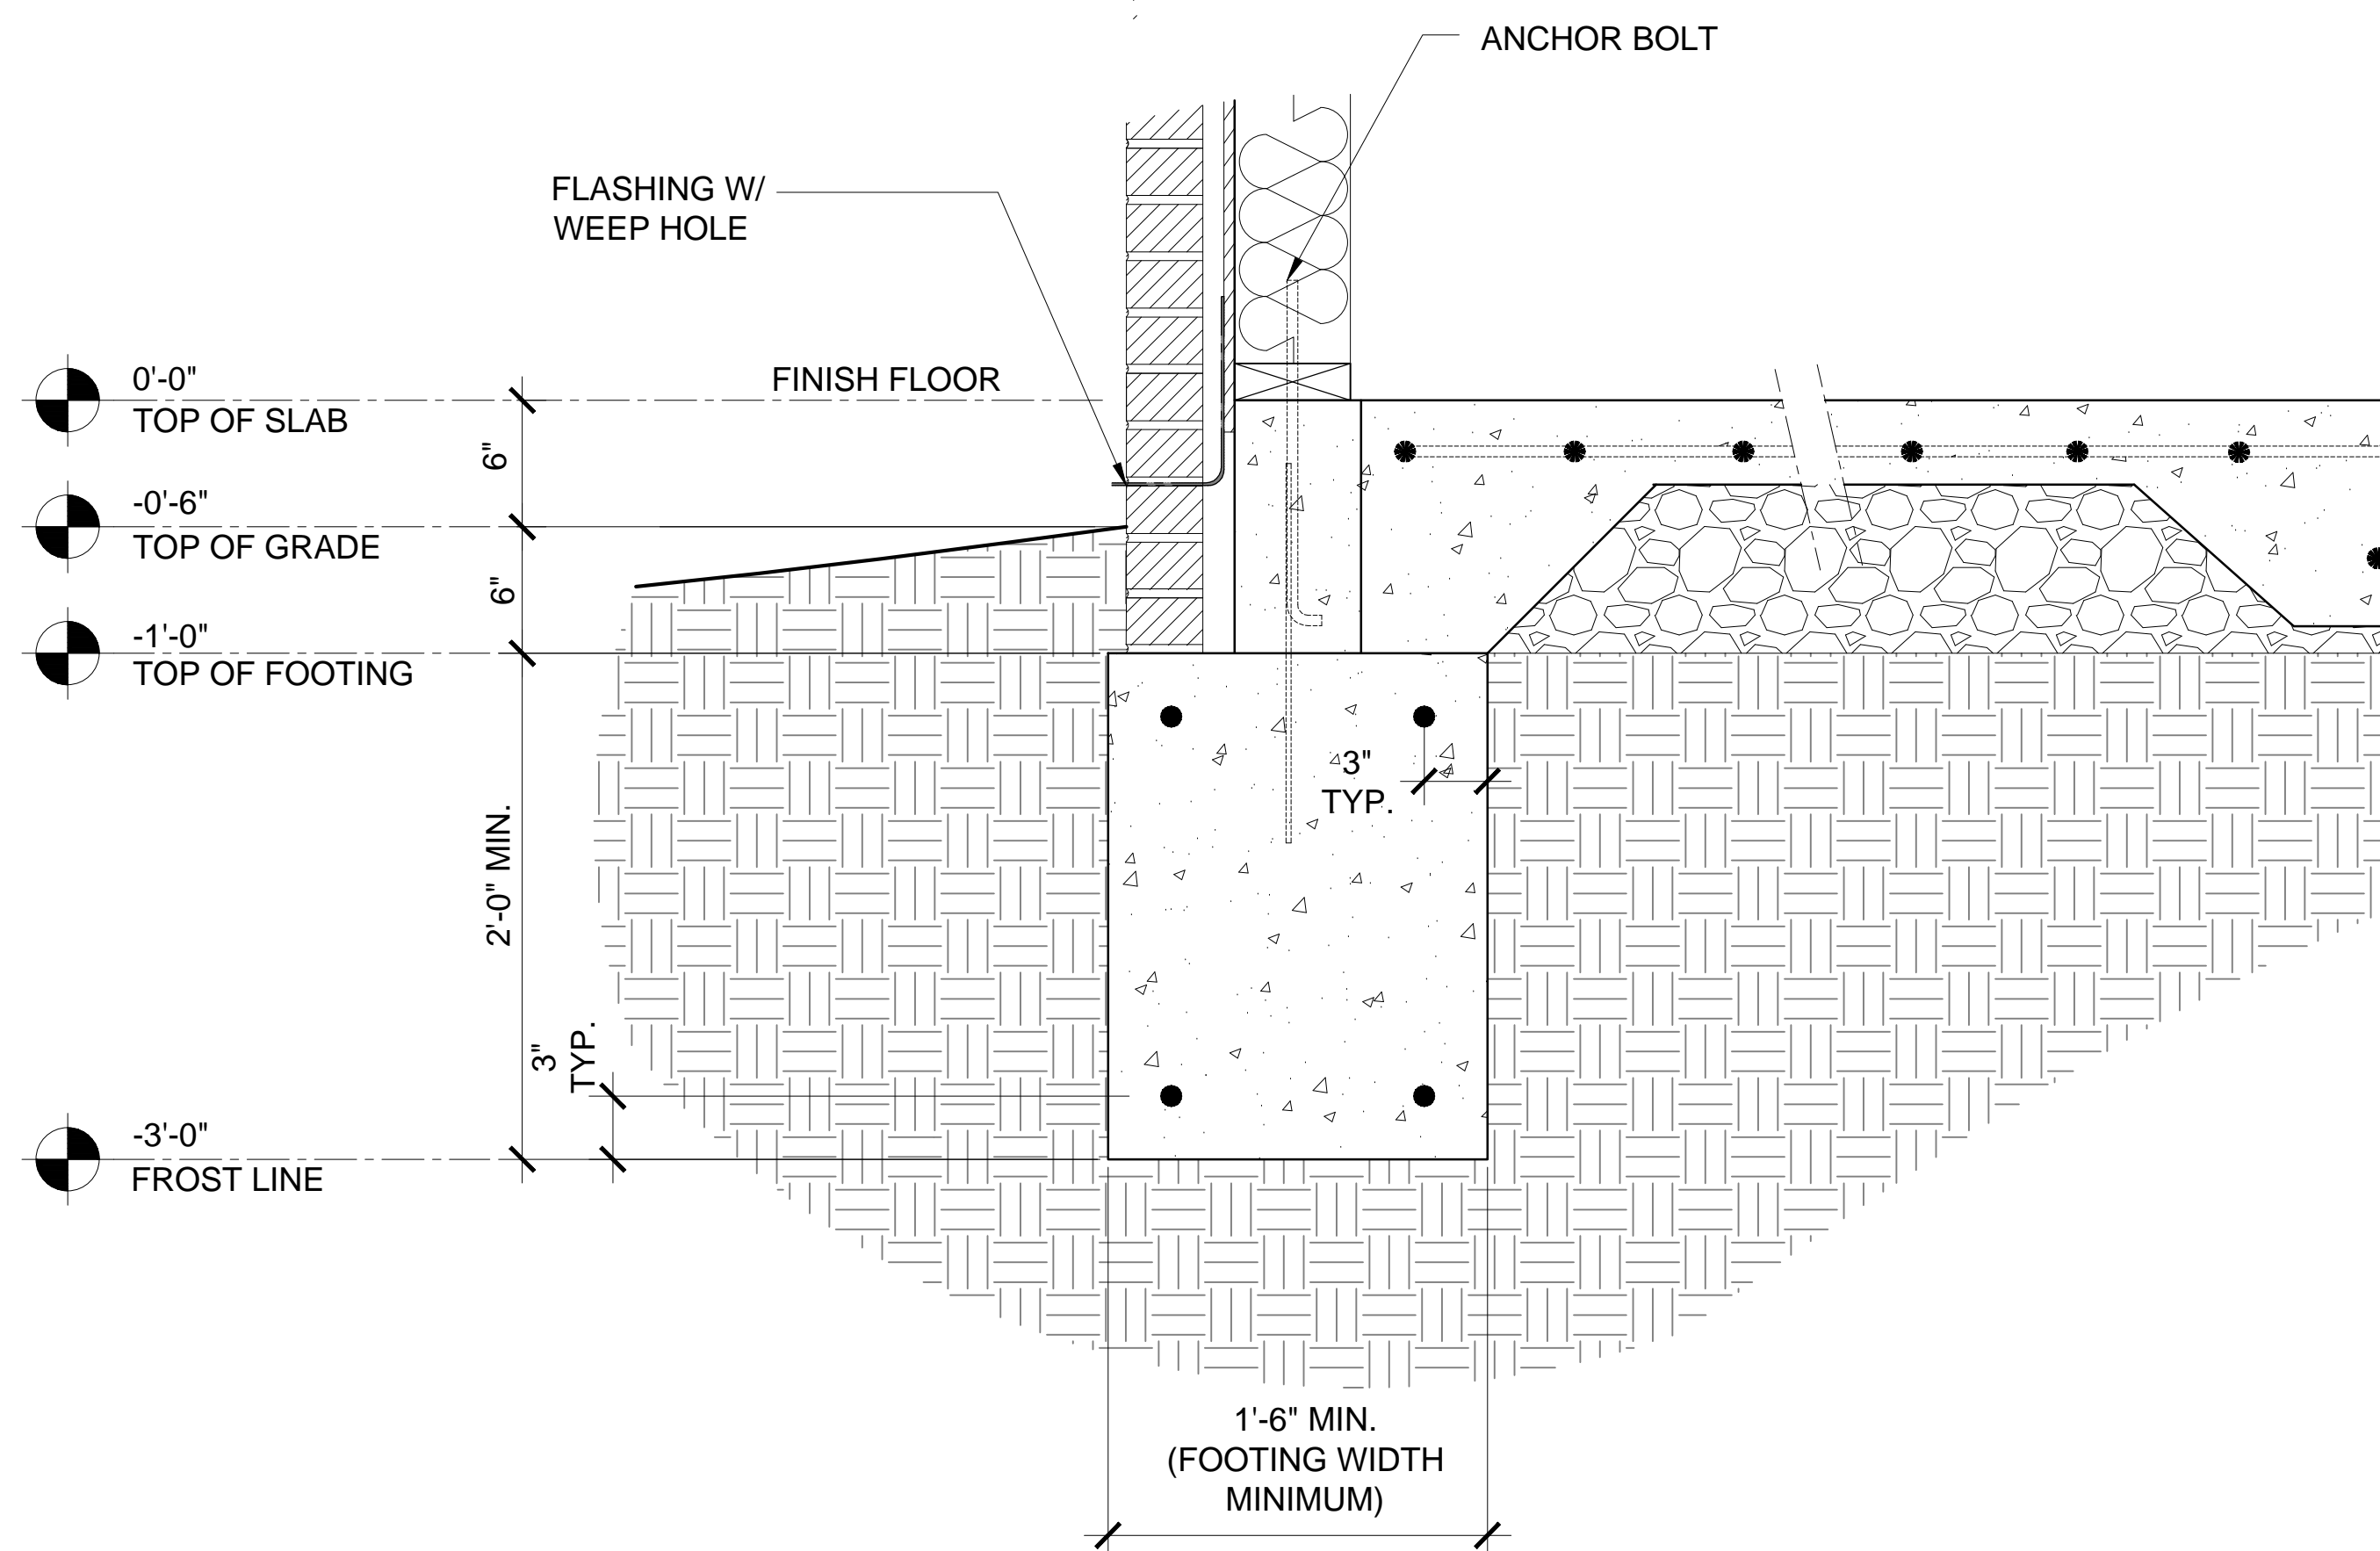 ANCHOR BOLT
FLASHING W/
WEEP HOLE
0'-0"
TOP OF SLAB
FINISH FLOOR
6"
-0'-6"
TOP OF GRADE
6"
-1'-0"
TOP OF FOOTING
3"
TYP.
2'-0" MIN.
3"
TYP.
-3'-0"
FROST LINE
1'-6" MIN.
(FOOTING WIDTH
MINIMUM)